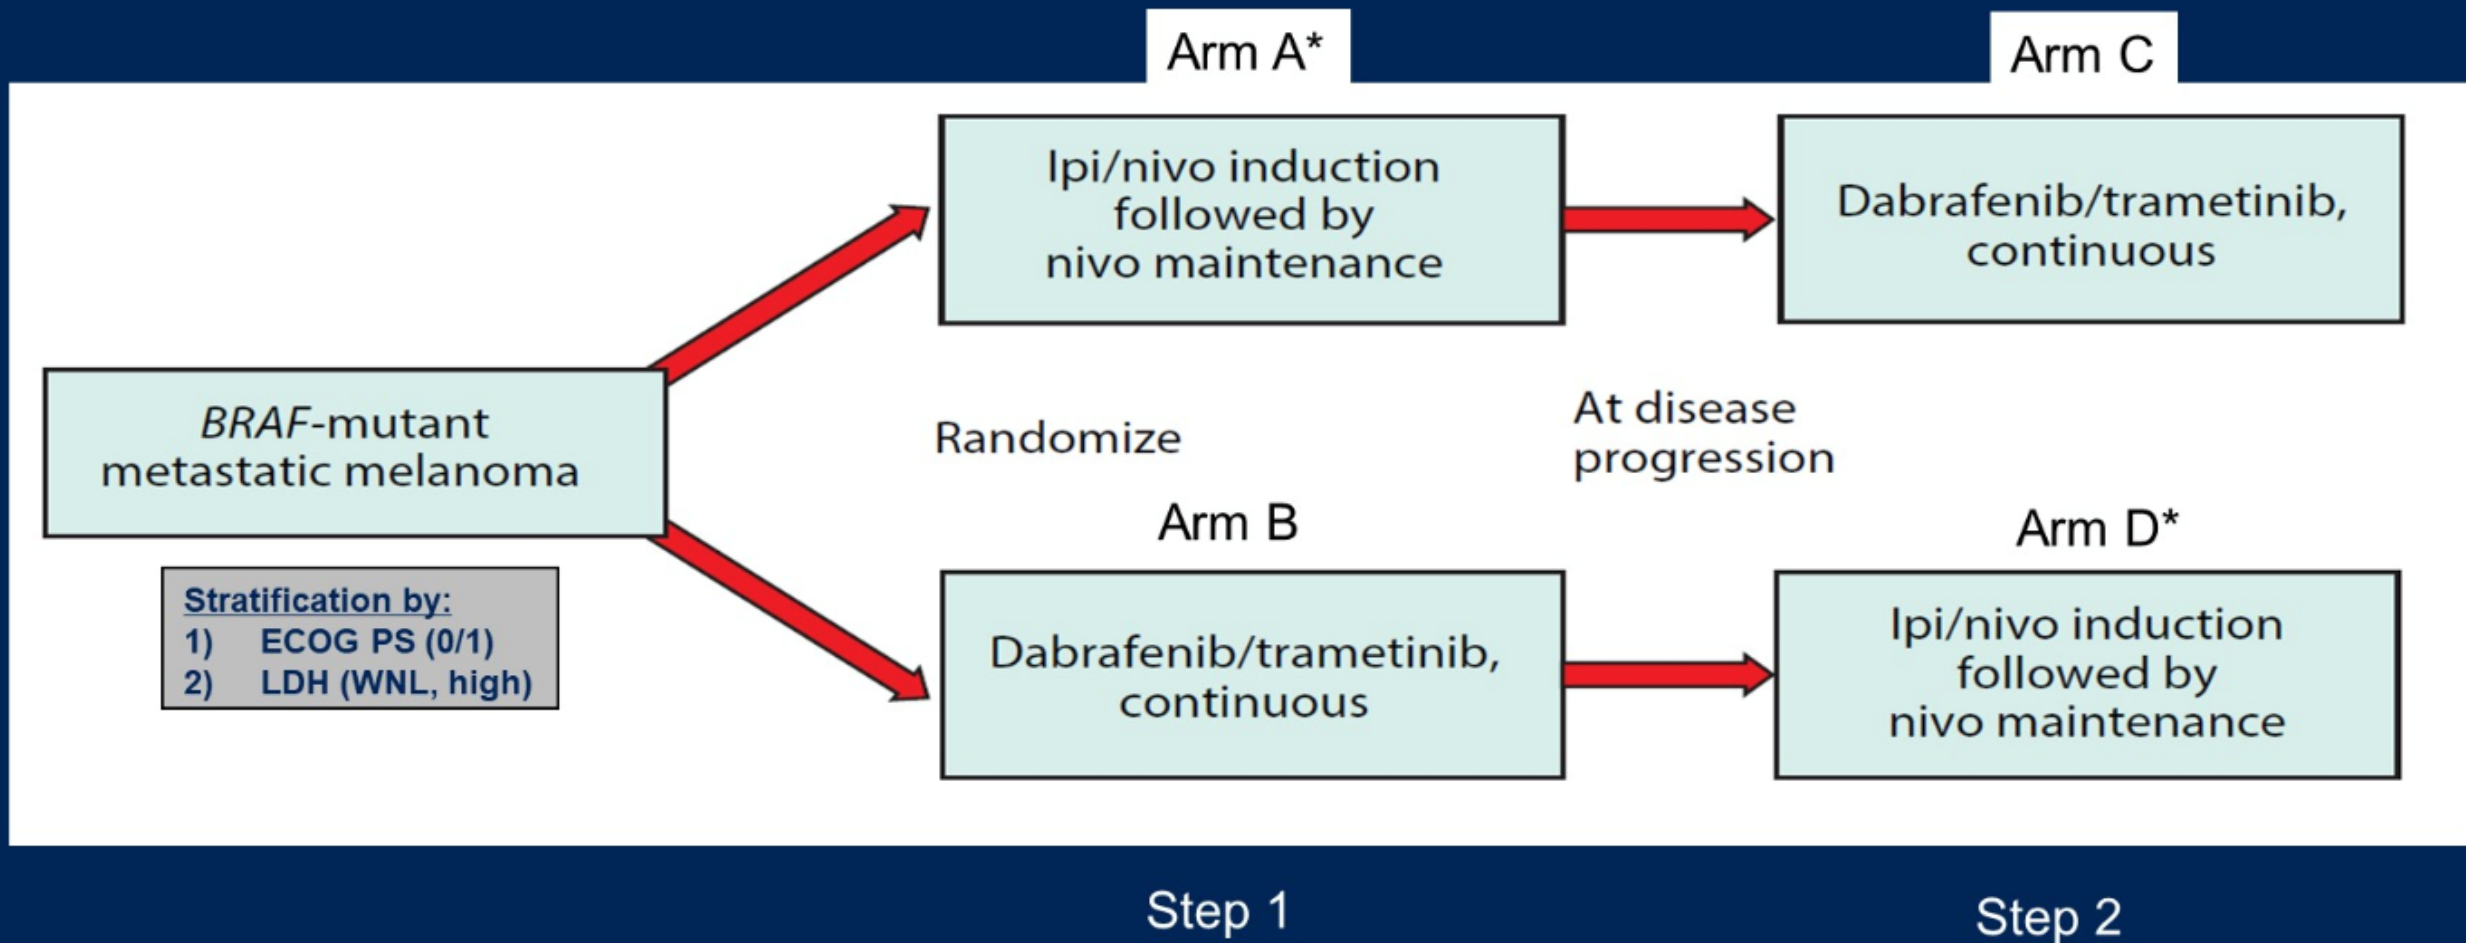 Arm A*
Arm C
Ipi/nivo induction
followed by
nivo maintenance
Dabrafenib/trametinib,
continuous
BRAF-mutant
metastatic melanoma
Randomize
At disease
progression
Stratification by:
1) ECOG PS (0/1)
2) LDH (WNL, high)
Arm B
Arm D*
Dabrafenib/trametinib,
continuous
Ipi/nivo induction
followed by
nivo maintenance
Step 1
Step 2